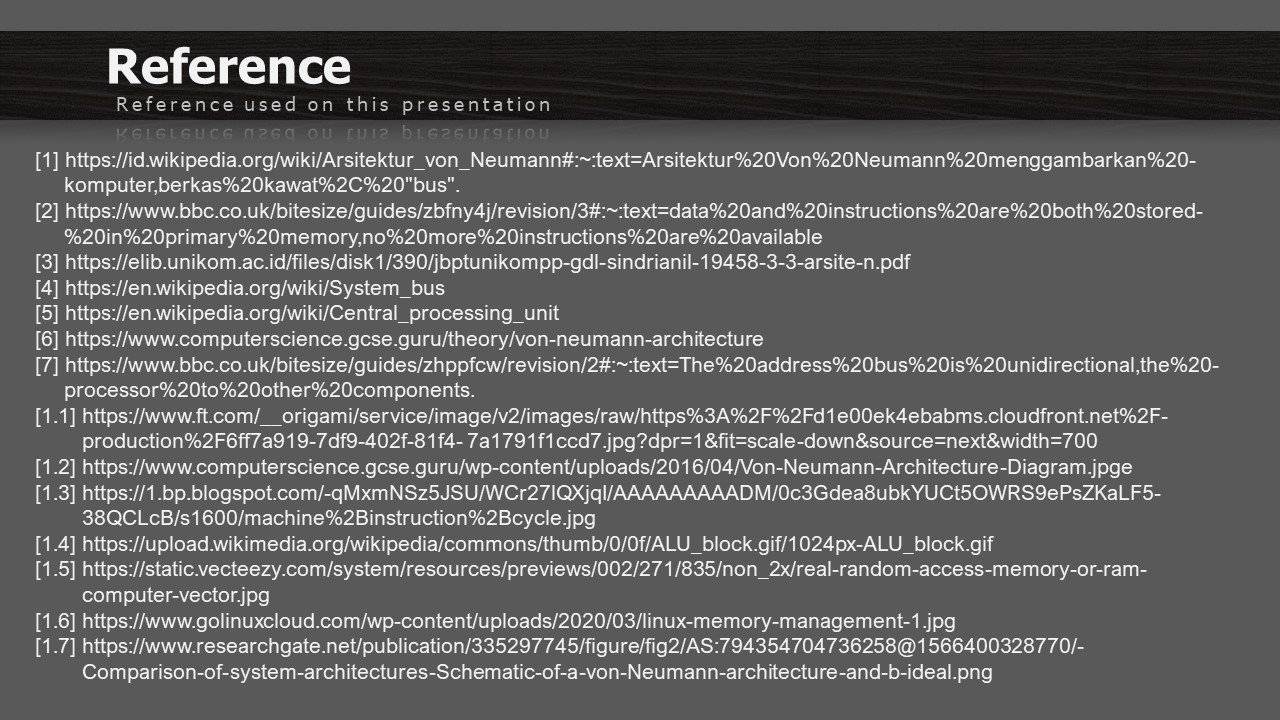 Reference
Reference used on this presentation
[1] https://id.wikipedia.org/wiki/Arsitektur_von_Neumann#:~:text=Arsitektur%20Von%20Neumann%20menggambarkan%20-
komputer,berkas%20kawat%2C%20"bus".
[2] https://www.bbc.co.uk/bitesize/guides/zbfny4j/revision/3#:~:text=data%20and%20instructions%20are%20both%20stored-
%20in%20primary%20memory,no%20more%20instructions%20are%20available
[3] https://elib.unikom.ac.id/files/disk1/390/jbptunikompp-gdl-sindrianil-19458-3-3-arsite-n.pdf
[4] https://en.wikipedia.org/wiki/System_bus
[5] https://en.wikipedia.org/wiki/Central_processing_unit
[6] https://www.computerscience.gcse.guru/theory/von-neumann-architecture
[7] https://www.bbc.co.uk/bitesize/guides/zhppfcw/revision/2#:~:text=The%20address%20bus%20is%20unidirectional,the%20-
processor%20to%20other%20components.
[1.1] https://www.ft.com/__origami/service/image/v2/images/raw/https%3A%2F%2Fd1e00ek4ebabms.cloudfront.net%2F-
production%2F6ff7a919-7df9-402f-81f4- 7a1791f1ccd7.jpg?dpr=1&fit=scale-down&source=next&width=700
[1.2] https://www.computerscience.gcse.guru/wp-content/uploads/2016/04/Von-Neumann-Architecture-Diagram.jpge
[1.3] https://1.bp.blogspot.com/-qMxmNSz5JSU/WCr27lQXjqI/AAAAAAAAADM/0c3Gdea8ubkYUCt5OWRS9ePsZKaLF5-
38QCLcB/s1600/machine%2Binstruction%2Bcycle.jpg
[1.4] https://upload.wikimedia.org/wikipedia/commons/thumb/0/0f/ALU_block.gif/1024px-ALU_block.gif
[1.5] https://static.vecteezy.com/system/resources/previews/002/271/835/non_2x/real-random-access-memory-or-ram-
computer-vector.jpg
[1.6] https://www.golinuxcloud.com/wp-content/uploads/2020/03/linux-memory-management-1.jpg
[1.7] https://www.researchgate.net/publication/335297745/figure/fig2/AS:794354704736258@1566400328770/-
Comparison-of-system-architectures-Schematic-of-a-von-Neumann-architecture-and-b-ideal.png